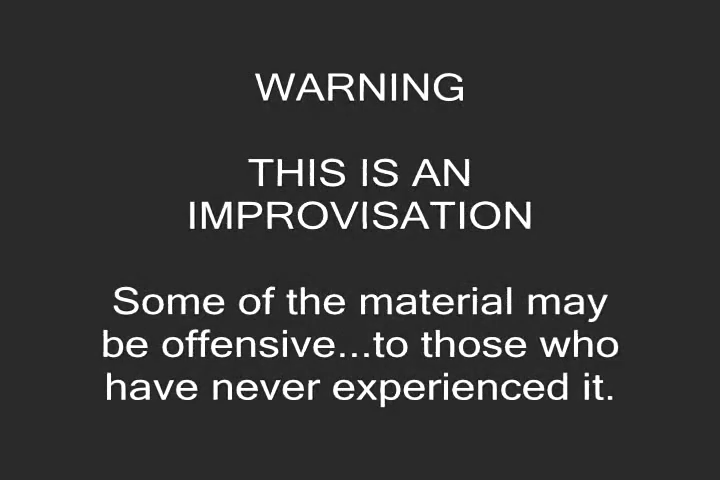 WARNING
THIS IS AN
IMPROVISATION
Some of the material may
be offensive...to those who
have never experienced it.